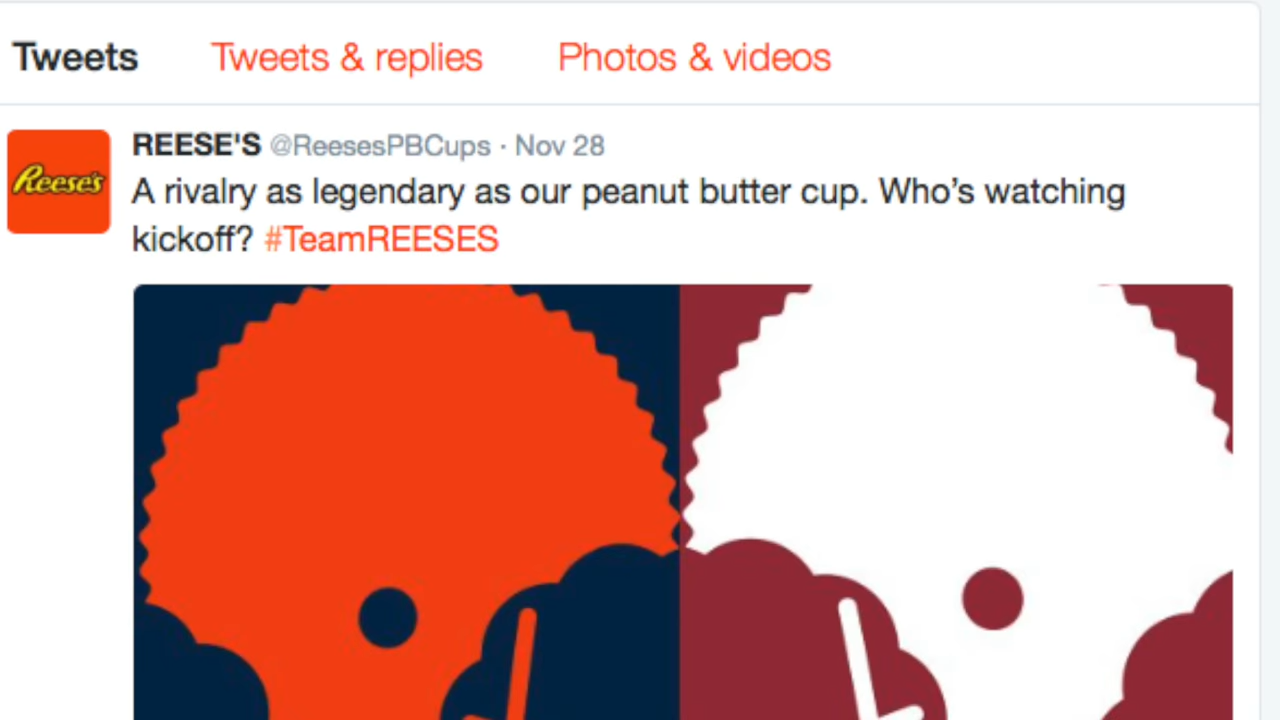 Tweets Tweets & replies Photos & videos
Reese's
REESE'S @ReesesPBCups · Nov 28
A rivalry as legendary as our peanut butter cup. Who’s watching
kickoff? #TeamREESES